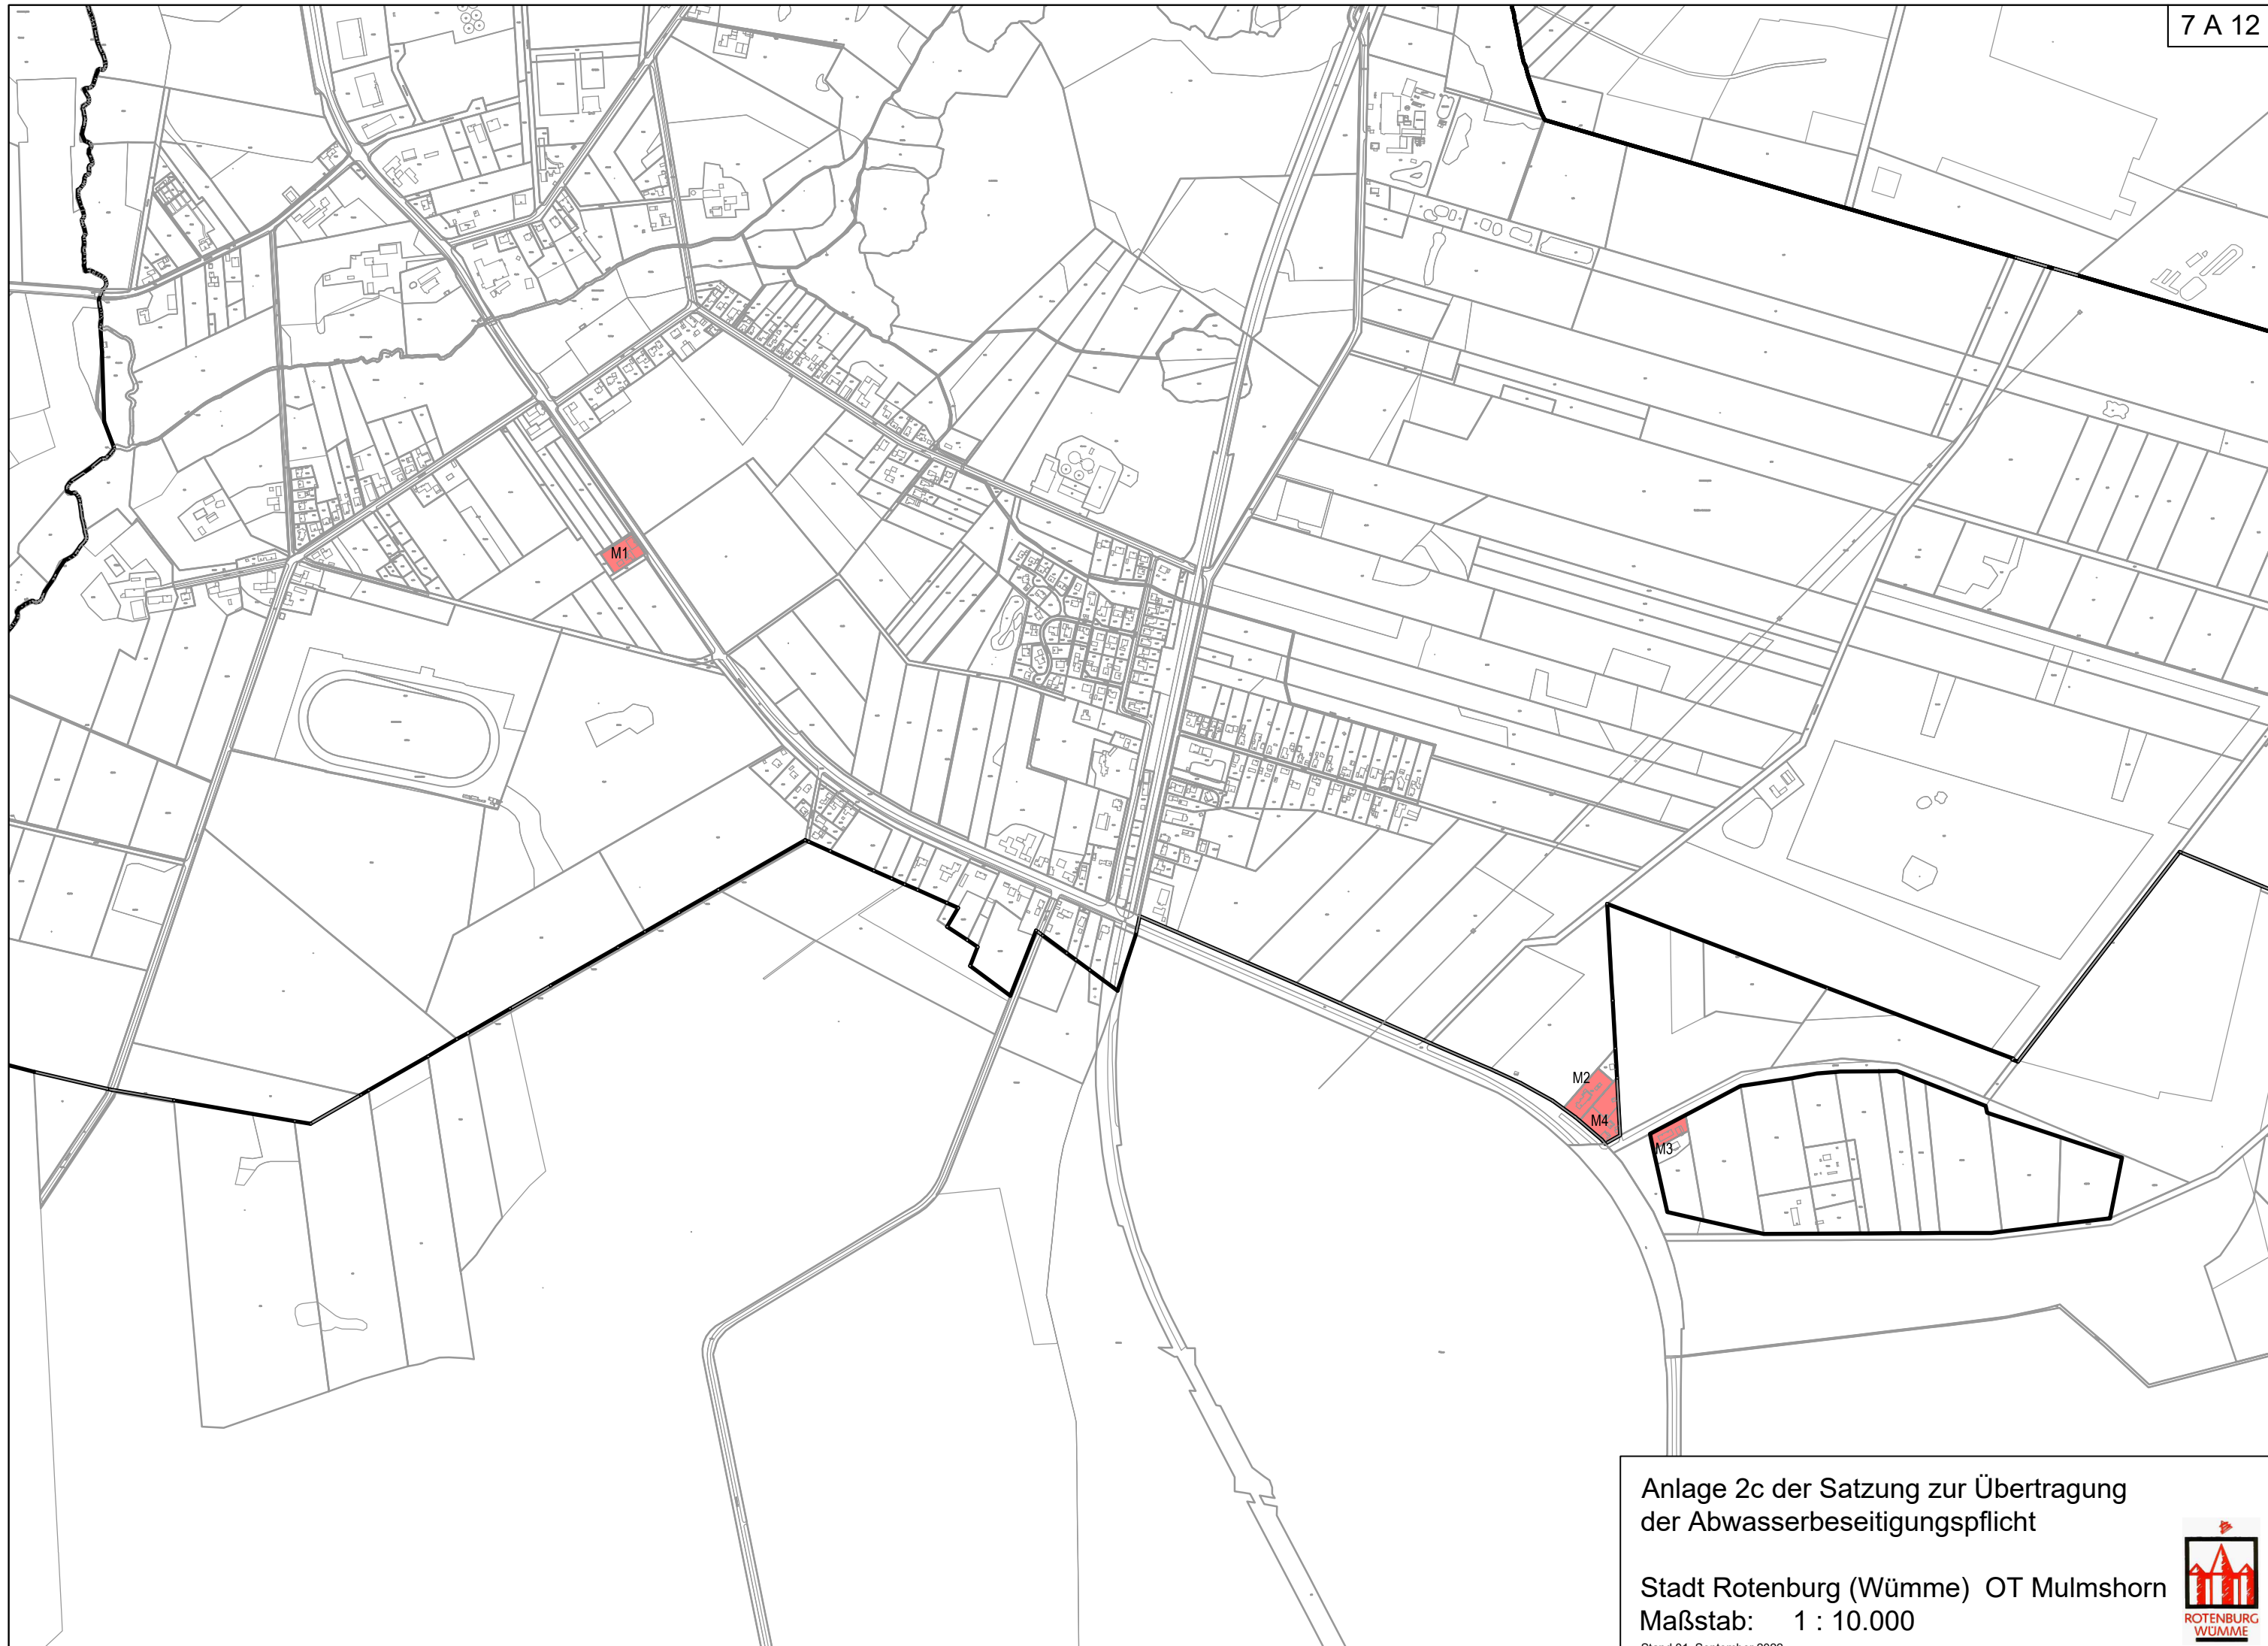 7 A 12
M1
M2
M4
M3
Anlage 2c der Satzung zur Übertragung
der Abwasserbeseitigungspflicht
Stadt Rotenburg (Wümme) OT Mulmshorn
Maßstab: 1 : 10.000
ROTENBURG
WÜMME